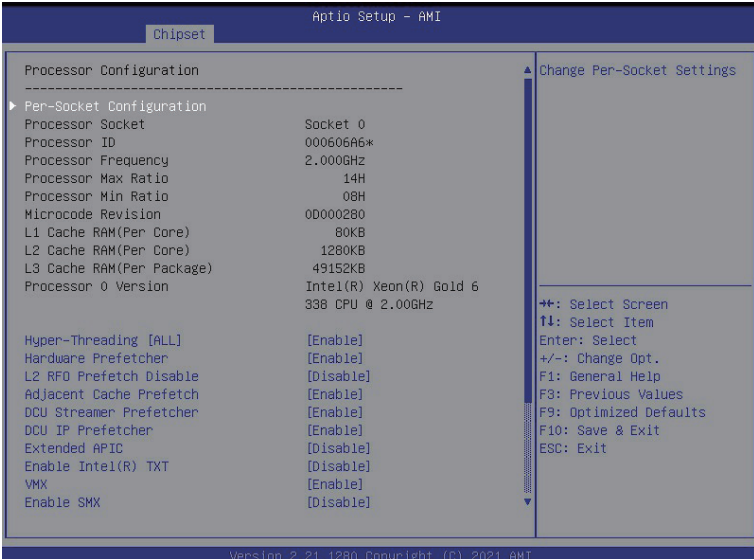 Aptio Setup – AMI
Chipset
Processor Configuration
--------------------------------------------------
Per-Socket Configuration
Processor Socket Socket 0
Processor ID 000606A6*
Processor Frequency 2.000GHz
Processor Max Ratio 14H
Processor Min Ratio 08H
Microcode Revision 0D000280
L1 Cache RAM(Per Core) 80KB
L2 Cache RAM(Per Core) 1280KB
L3 Cache RAM(Per Package) 49152KB
Processor 0 Version Intel(R) Xeon(R) Gold 6
338 CPU @ 2.00GHz
Hyper-Threading [ALL] [Enable]
Hardware Prefetcher [Enable]
L2 RFO Prefetch Disable [Disable]
Adjacent Cache Prefetch [Enable]
DCU Streamer Prefetcher [Enable]
DCU IP Prefetcher [Enable]
Extended APIC [Disable]
Enable Intel(R) TXT [Disable]
VMX [Enable]
Enable SMX [Disable]
Change Per-Socket Settings
→←: Select Screen
↑↓: Select Item
Enter: Select
+/-: Change Opt.
F1: General Help
F3: Previous Values
F9: Optimized Defaults
F10: Save & Exit
ESC: Exit
Version 2.21.1280 Copyright (C) 2021 AMI